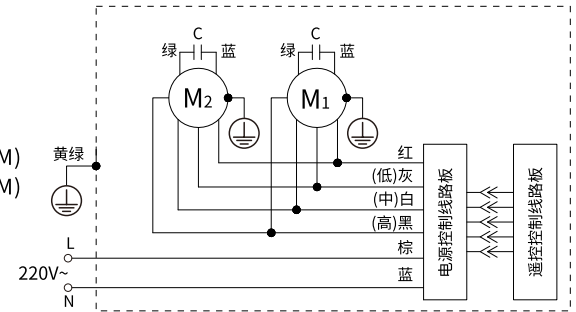 C
绿
蓝
C
绿
蓝
M2
M1
M)
M)
黄绿
红
(低)灰
(中)白
(高)黑
棕
蓝
L
220V~
N
电源控制线路板
遥控控制线路板